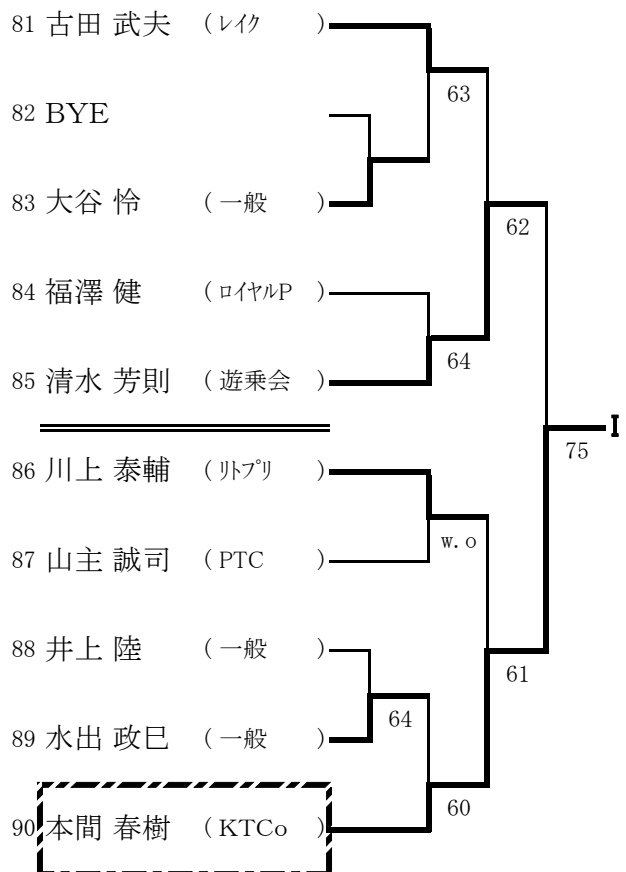 81 古田 武夫 (レイク )
63
82 BYE
83 大谷 怜 (一般 )
62
84 福澤 健 (ロイヤルP )
64
85 清水 芳則 (遊乗会 )
I
75
86 川上 泰輔 (リトプリ )
w.o
87 山主 誠司 (PTC )
88 井上 陸 (一般 )
61
64
89 水出 政巳 (一般 )
60
90 本間 春樹 (KTCo )